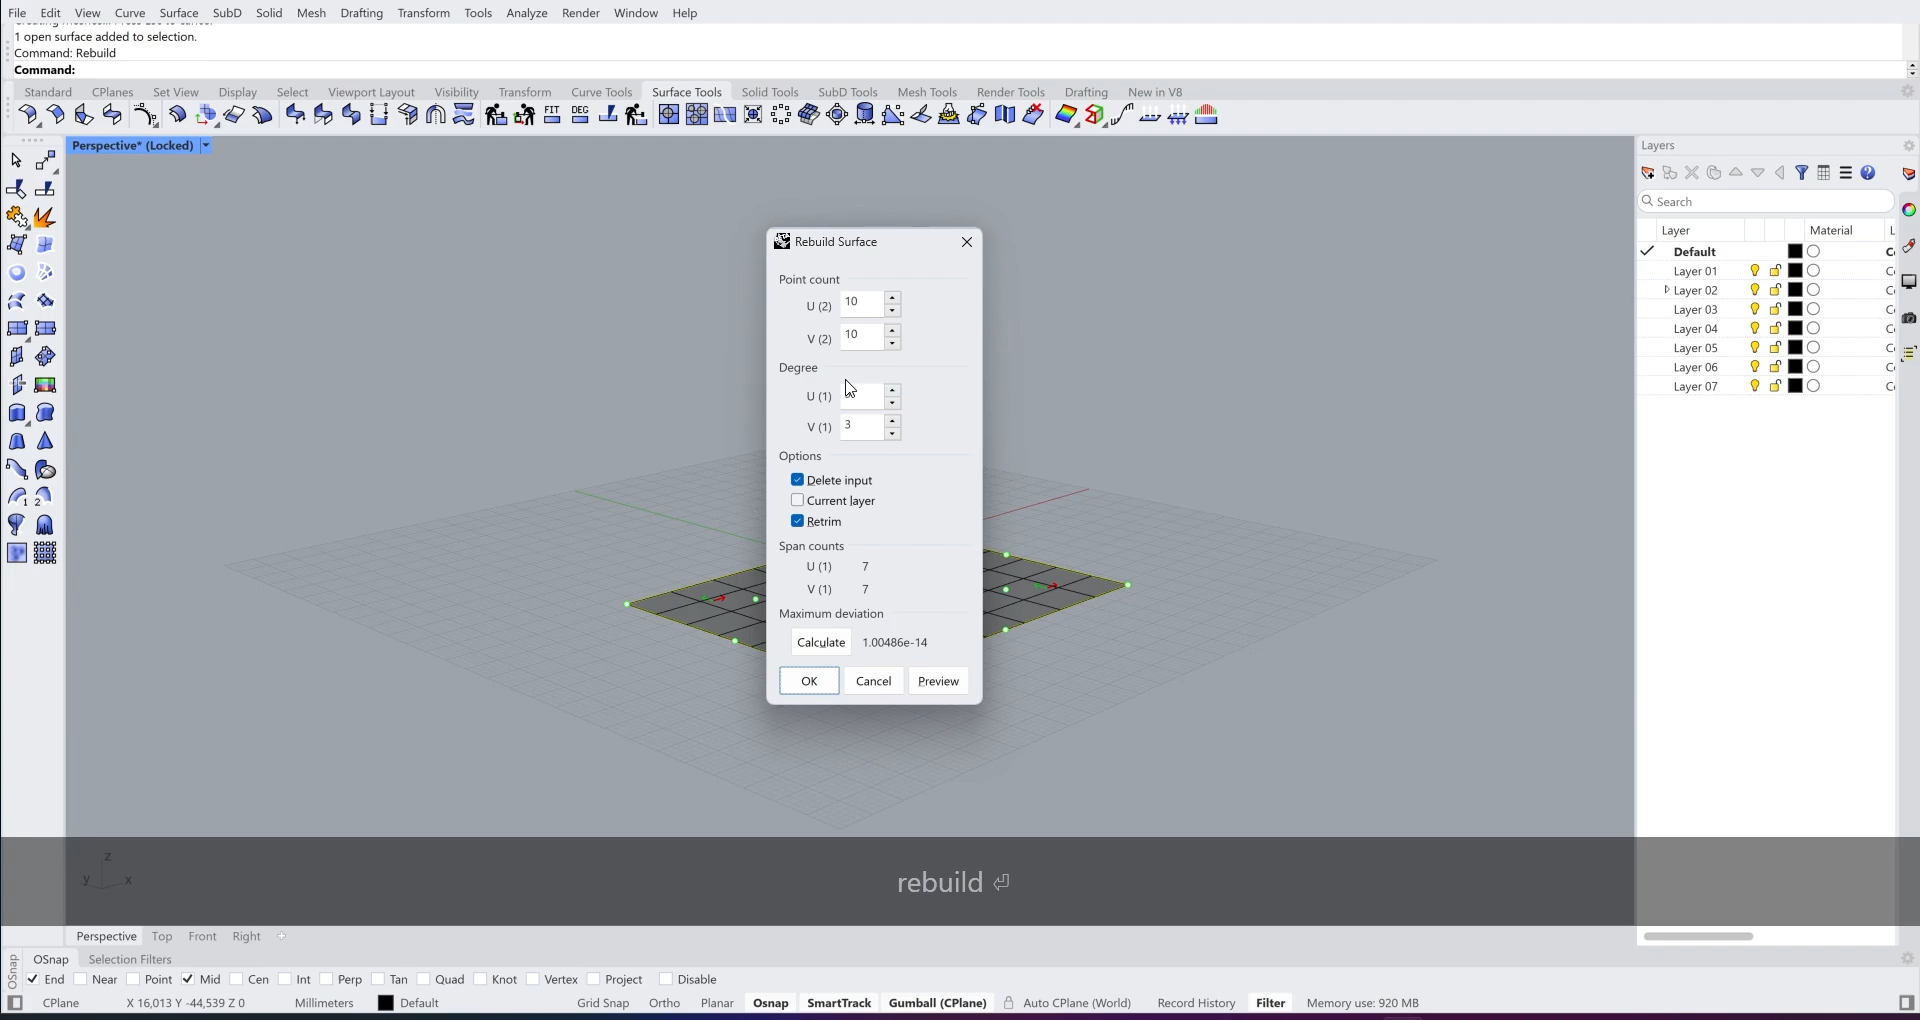 File Edit View Curve Surface SubD Solid Mesh Drafting Transform Tools Analyze Render Window Help
1 open surface added to selection.
Command: Rebuild
Command:
Standard CPlanes Set View Display Select Viewport Layout Visibility Transform Curve Tools Surface Tools Solid Tools SubD Tools Mesh Tools Render Tools Drafting New in V8
FIT DEG
Perspective* (Locked)
Layers
Search
Layer Material L
Default
Layer 01
Layer 02
Layer 03
Layer 04
Layer 05
Layer 06
Layer 07
Rebuild Surface
Point count
U (2) 10
V (2) 10
Degree
U (1)
V (1) 3
Options
Delete input
Current layer
Retrim
Span counts
U (1) 7
V (1) 7
Maximum deviation
Calculate 1.00486e-14
OK Cancel Preview
1 2
z
y x
rebuild ⏎
Perspective Top Front Right
OSnap Selection Filters
OSnap
End Near Point Mid Cen Int Perp Tan Quad Knot Vertex Project Disable
CPlane X 16,013 Y -44,539 Z 0 Millimeters Default Grid Snap Ortho Planar Osnap SmartTrack Gumball (CPlane) Auto CPlane (World) Record History Filter Memory use: 920 MB